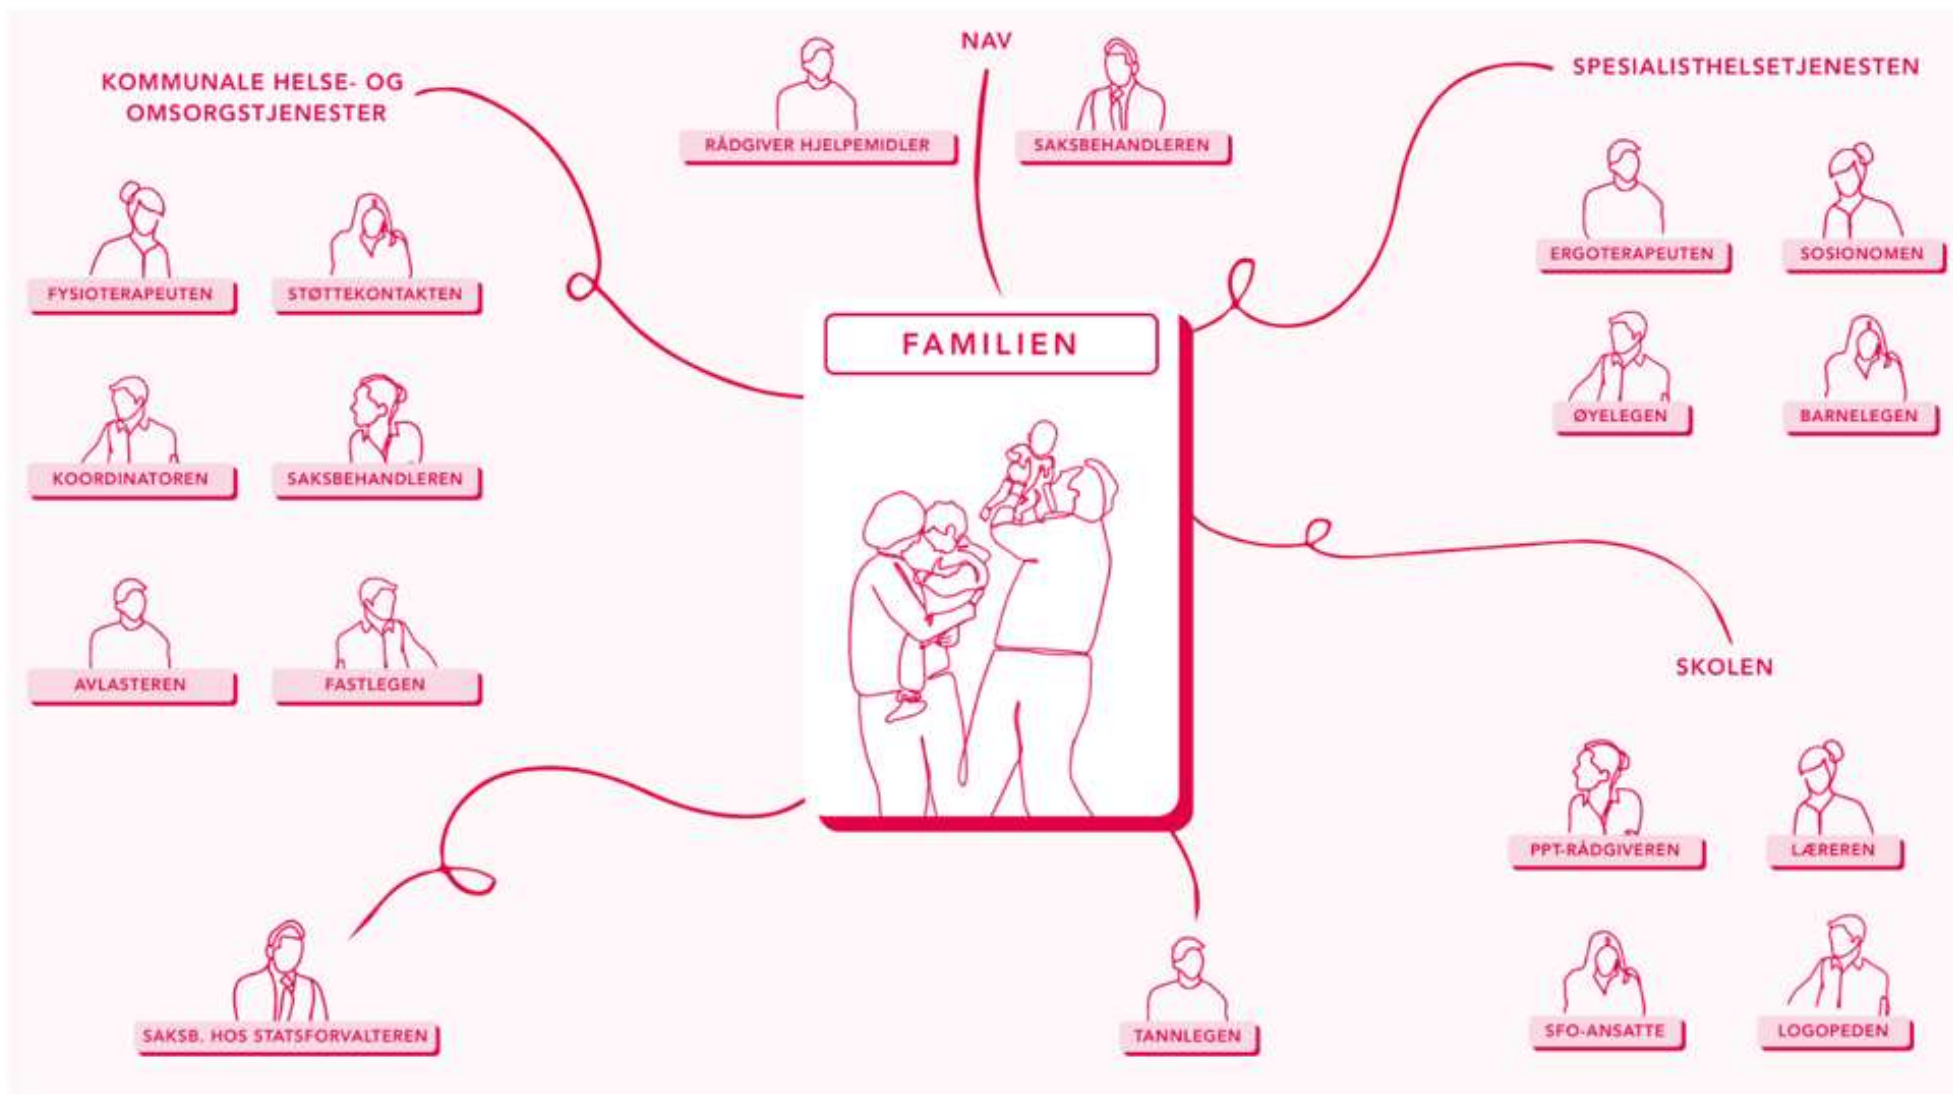 KOMMUNALE HELSE- OG
OMSORGSTJENESTER
FYSIOTERAPEUTEN
STØTTEKONTAKTEN
KOORDINATOREN
SAKSBEHANDLEREN
AVLASTEREN
FASTLEGEN
NAV
RÅDGIVER HJELPEMIDLER
SAKSBEHANDLEREN
SPESIALISTHELSETJENESTEN
ERGOTERAPEUTEN
SOSIONOMEN
ØYELEGEN
BARNELEGEN
FAMILIEN
SKOLEN
PPT-RÅDGIVEREN
LÆREREN
SFO-ANSATTE
LOGOPEDEN
SAKSB. HOS STATSFORVALTEREN
TANNLEGEN